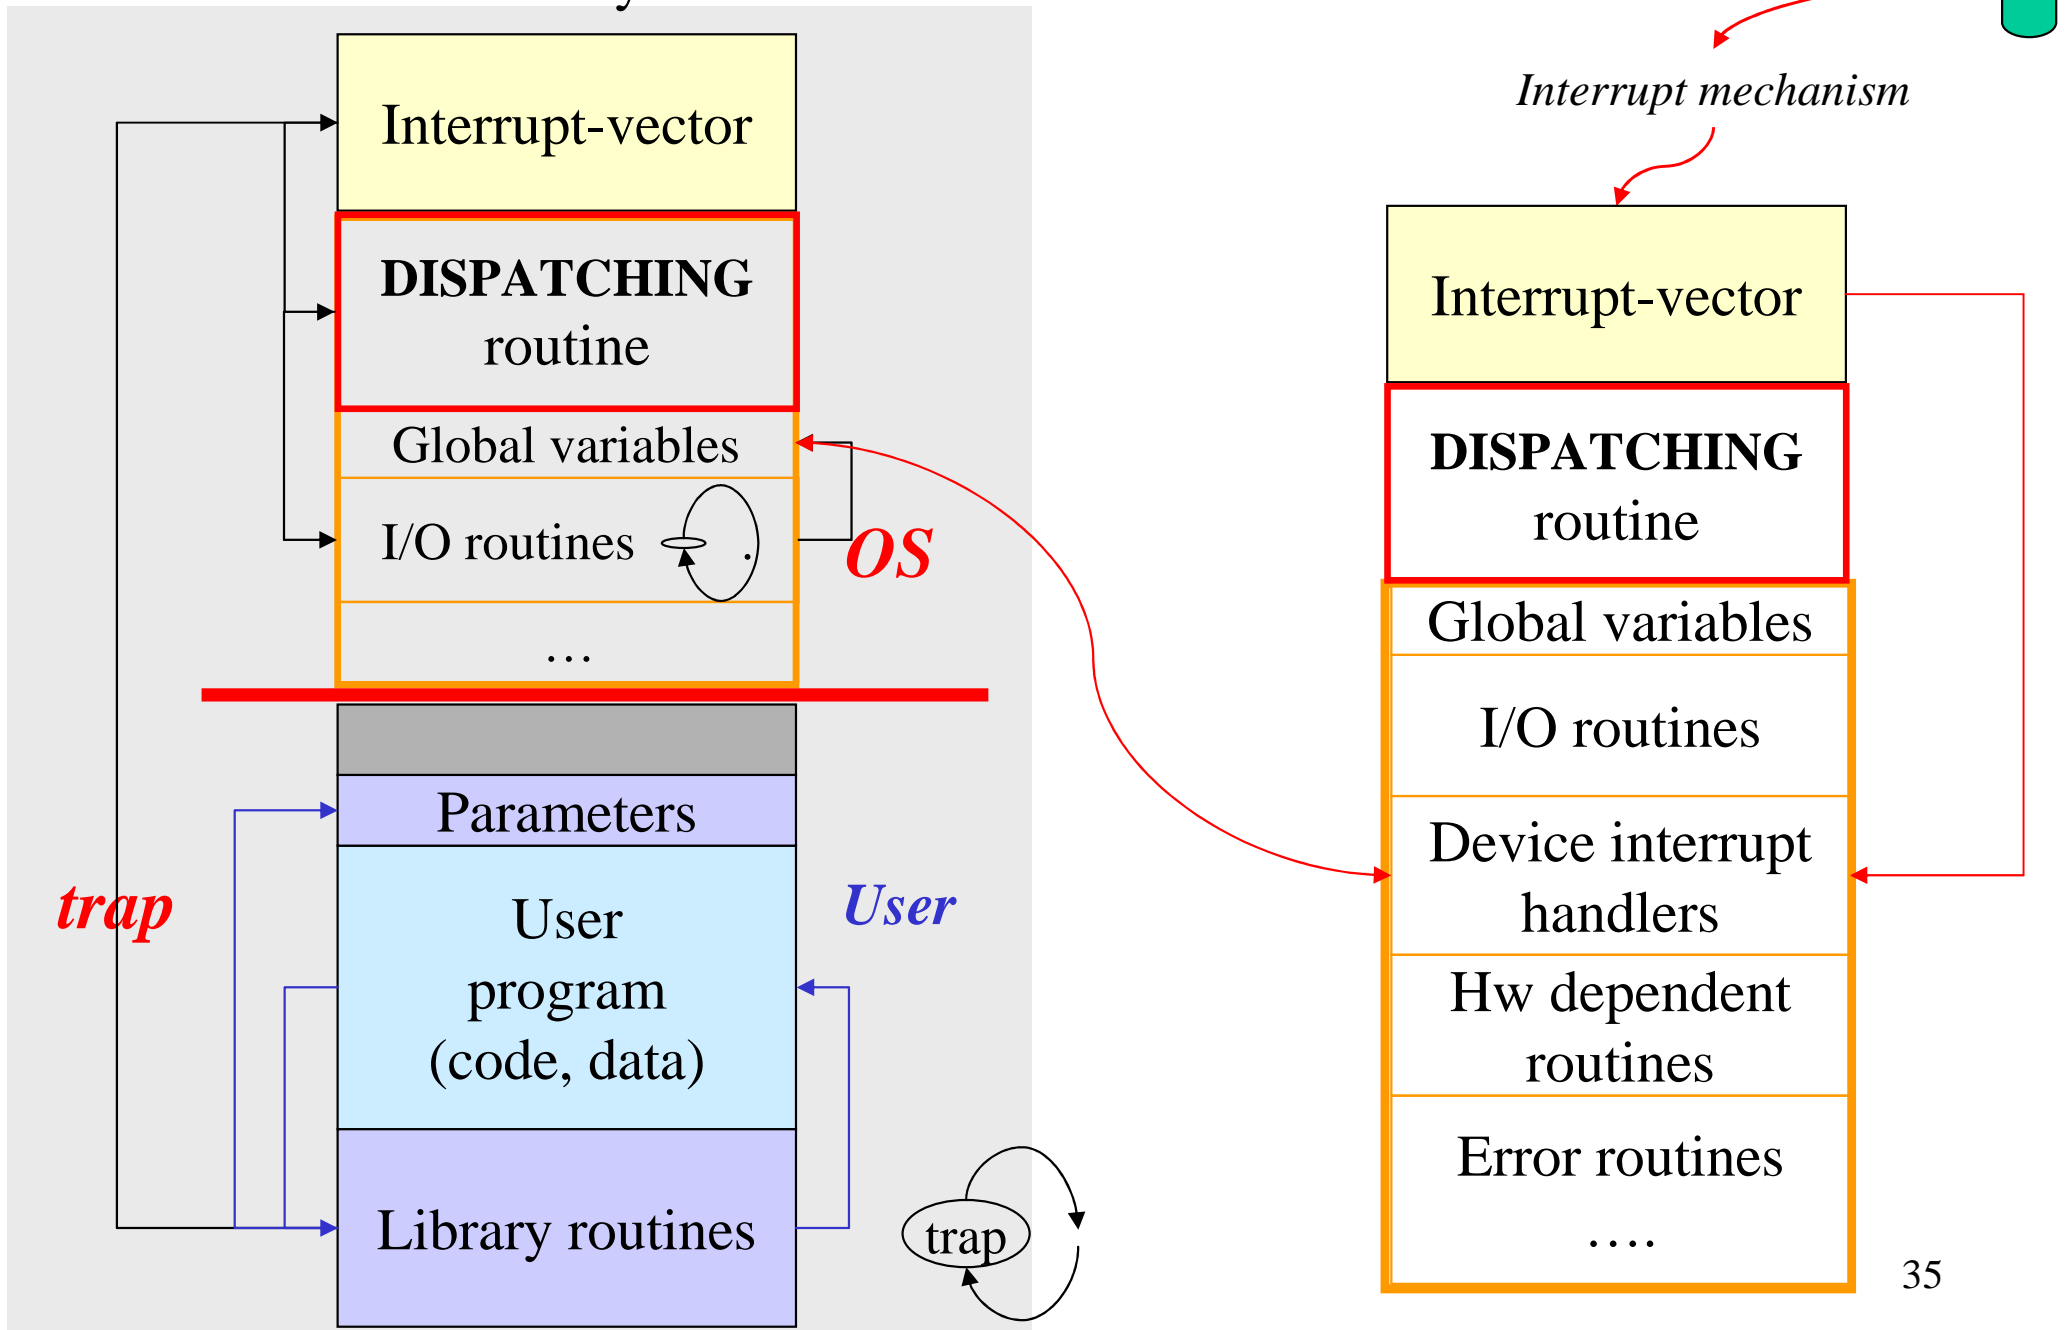 Interrupt-vector
DISPATCHING
routine
Global variables
I/O routines
.
OS
…
Parameters
trap
User
User
program
(code, data)
Library routines
trap
Interrupt mechanism
Interrupt-vector
DISPATCHING
routine
Global variables
I/O routines
Device interrupt
handlers
Hw dependent
routines
Error routines
….
35